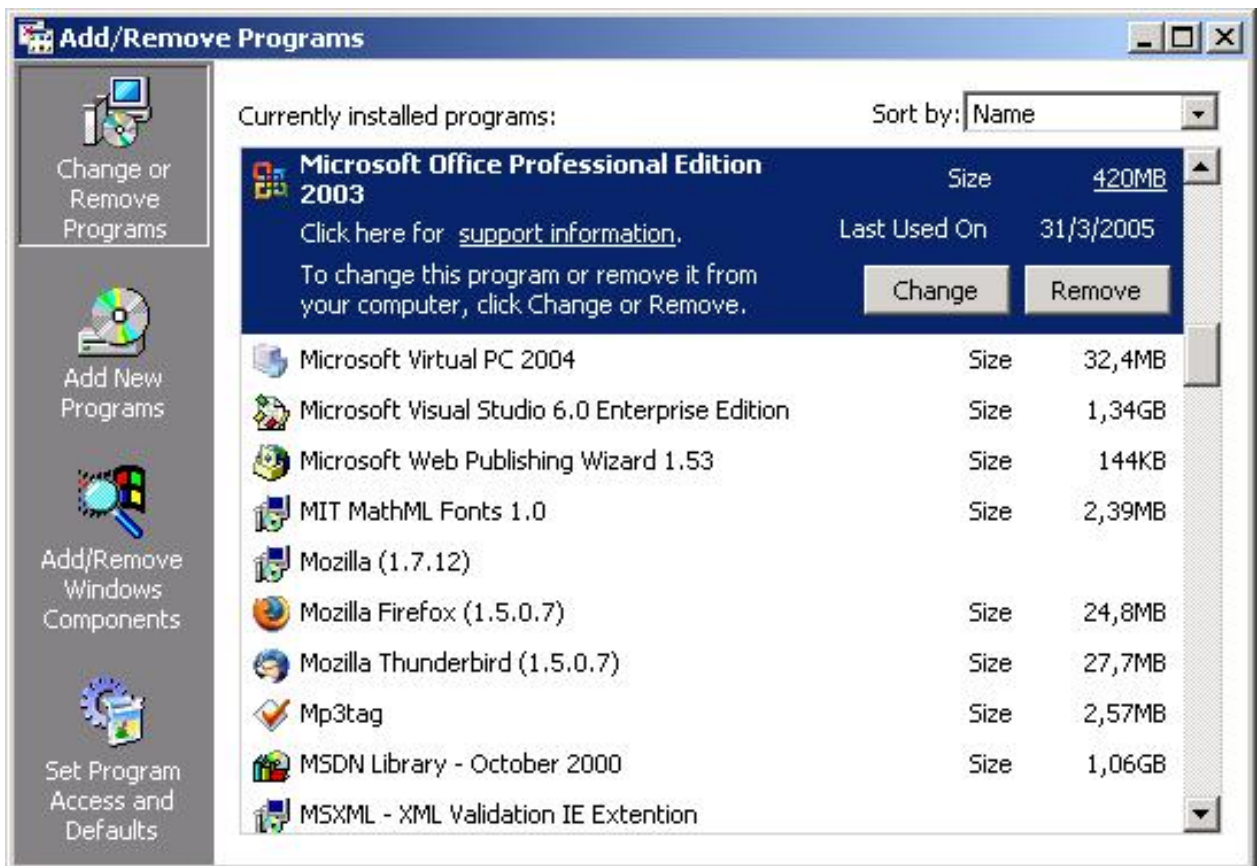 Add/Remove Programs
Change or
Remove
Programs
Add New
Programs
Add/Remove
Windows
Components
Set Program
Access and
Defaults
Currently installed programs:
Sort by: Name
Microsoft Office Professional Edition
2003
Size 420MB
Click here for support information.
Last Used On 31/3/2005
To change this program or remove it from
your computer, click Change or Remove.
Change Remove
Microsoft Virtual PC 2004 Size 32,4MB
Microsoft Visual Studio 6.0 Enterprise Edition Size 1,34GB
Microsoft Web Publishing Wizard 1.53 Size 144KB
MIT MathML Fonts 1.0 Size 2,39MB
Mozilla (1.7.12)
Mozilla Firefox (1.5.0.7) Size 24,8MB
Mozilla Thunderbird (1.5.0.7) Size 27,7MB
Mp3tag Size 2,57MB
MSDN Library - October 2000 Size 1,06GB
MSXML - XML Validation IE Extention